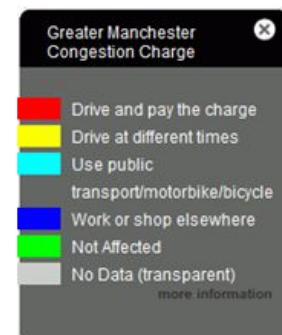 Greater Manchester
Congestion Charge
Drive and pay the charge
Drive at different times
Use public
transport/motorbike/bicycle
Work or shop elsewhere
Not Affected
No Data (transparent)
more information